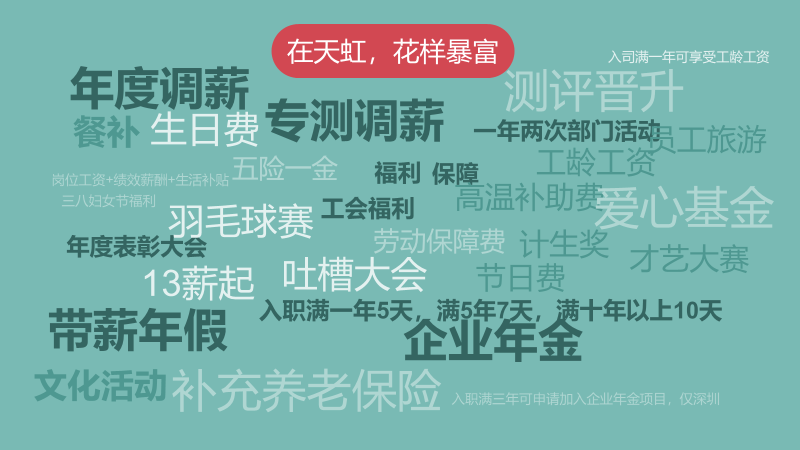 在天虹，花样暴富
入司满一年可享受工龄工资
年度调薪
测评晋升
专测调薪
餐补
生日费
一年两次部门活动
员工旅游
五险一金
福利
保障
工龄工资
岗位工资+绩效薪酬+生活补贴
三八妇女节福利
高温补助费
爱心基金
羽毛球赛
工会福利
年度表彰大会
劳动保障费
计生奖
才艺大赛
13薪起
吐槽大会
节日费
入职满一年5天，满5年7天，满十年以上10天
带薪年假
企业年金
文化活动
补充养老保险
入职满三年可申请加入企业年金项目，仅深圳